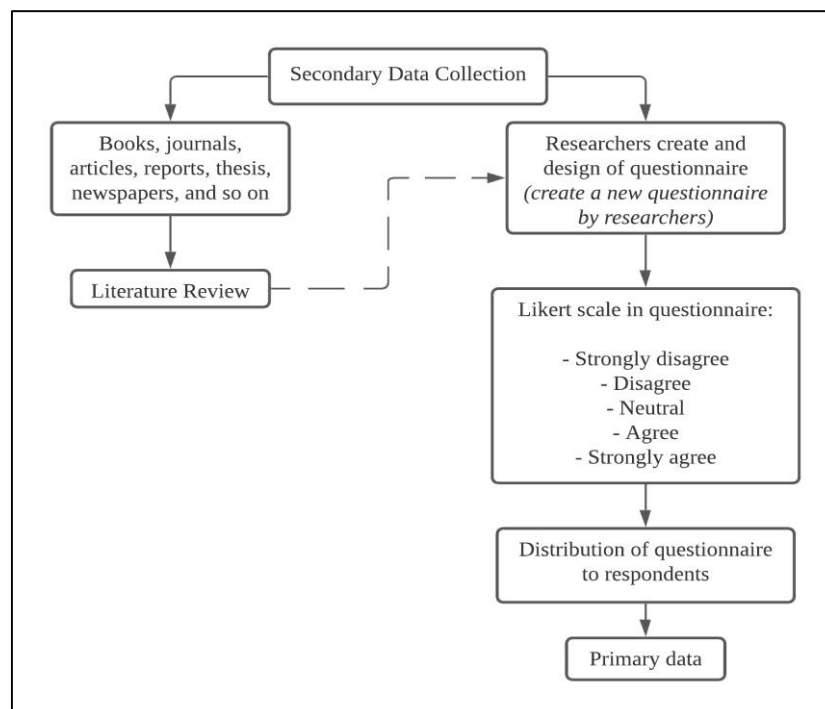 Secondary Data Collection
Books, journals,
articles, reports, thesis,
newspapers, and so on
Literature Review
Researchers create and
design of questionnaire
(create a new questionnaire
by researchers)
Likert scale in questionnaire:
- Strongly disagree
- Disagree
- Neutral
- Agree
- Strongly agree
Distribution of questionnaire
to respondents
Primary data